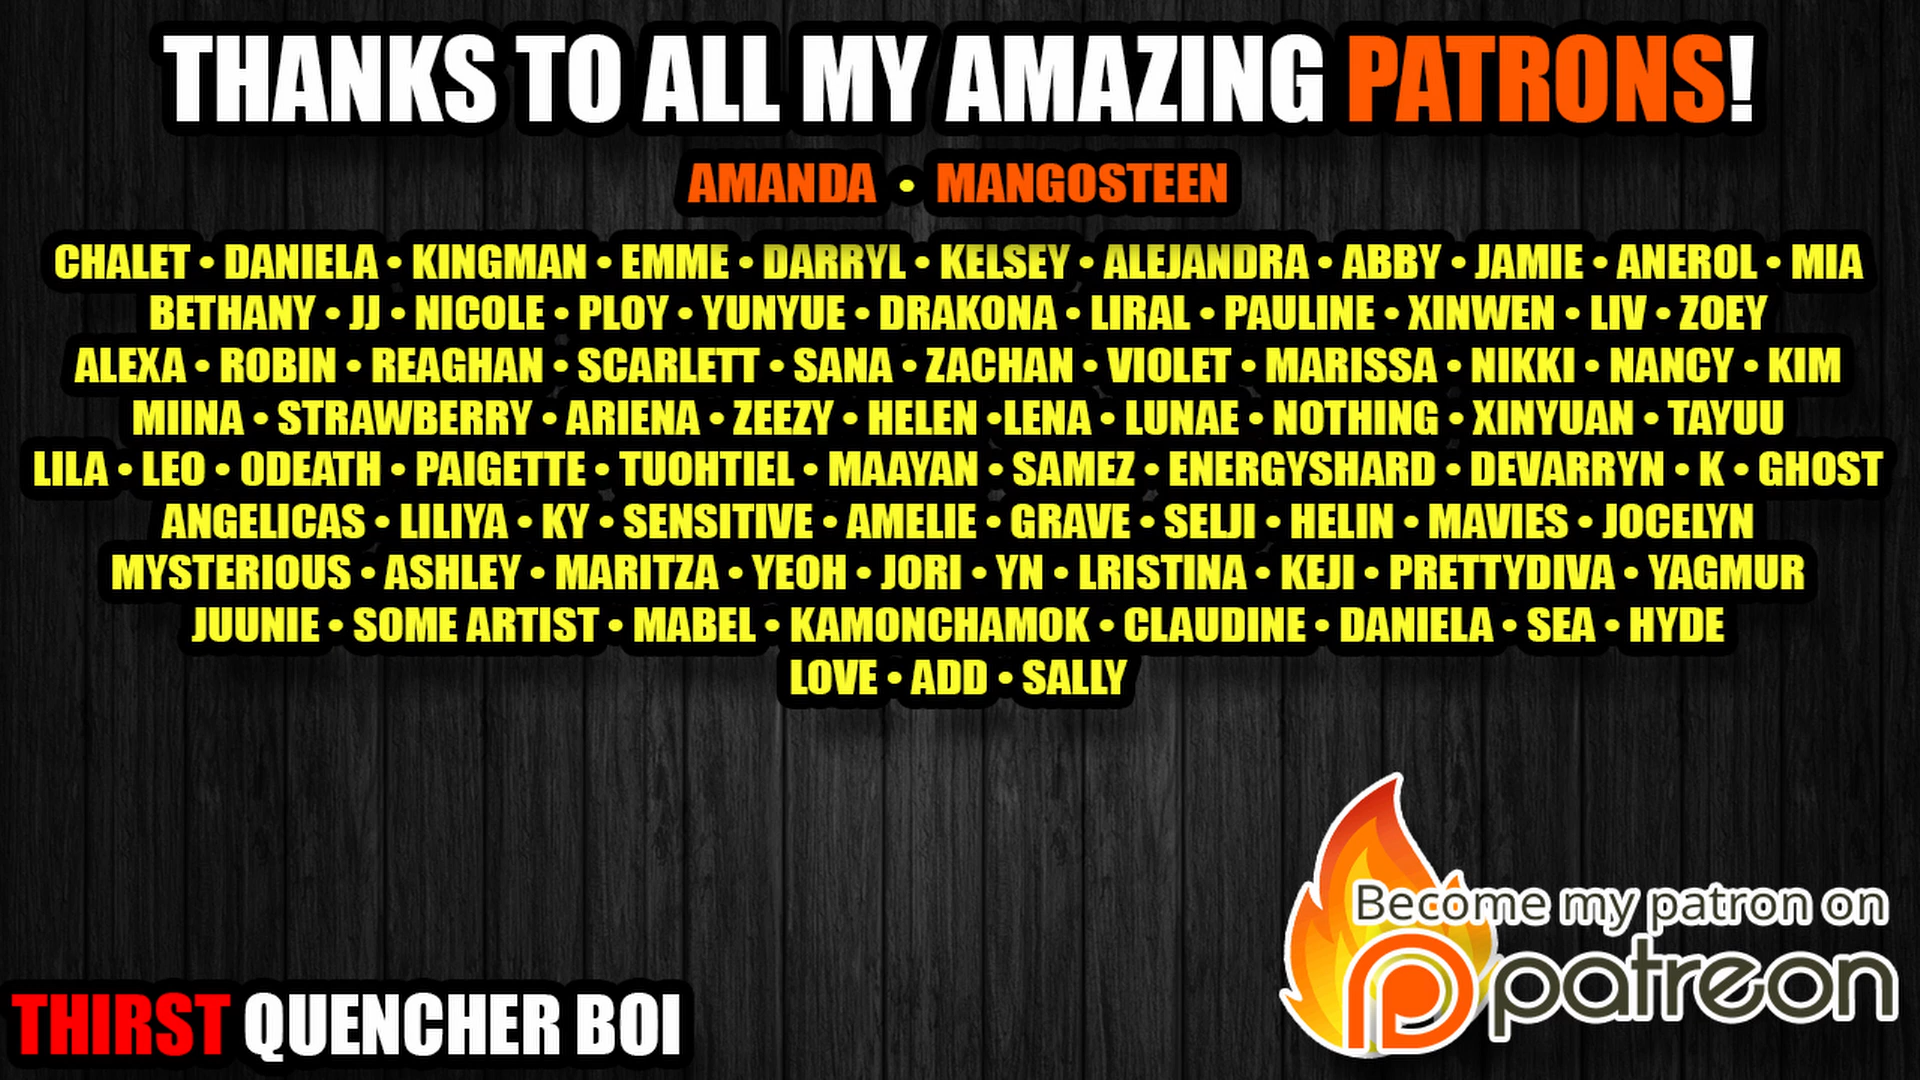 THANKS TO ALL MY AMAZING PATRONS!
AMANDA • MANGOSTEEN
CHALET • DANIELA • KINGMAN • EMME • DARRYL • KELSEY • ALEJANDRA • ABBY • JAMIE • ANEROL • MIA
BETHANY • JJ • NICOLE • PLOY • YUNYUE • DRAKONA • LIRAL • PAULINE • XINWEN • LIV • ZOEY
ALEXA • ROBIN • REAGHAN • SCARLETT • SANA • ZACHAN • VIOLET • MARISSA • NIKKI • NANCY • KIM
MIINA • STRAWBERRY • ARIENA • ZEEZY • HELEN •LENA • LUNAE • NOTHING • XINYUAN • TAYUU
LILA • LEO • ODEATH • PAIGETTE • TUOHTIEL • MAAYAN • SAMEZ • ENERGYSHARD • DEVARRYN • K • GHOST
ANGELICAS • LILIYA • KY • SENSITIVE • AMELIE • GRAVE • SELJI • HELIN • MAVIES • JOCELYN
MYSTERIOUS • ASHLEY • MARITZA • YEOH • JORI • YN • LRISTINA • KEJI • PRETTYDIVA • YAGMUR
JUUNIE • SOME ARTIST • MABEL • KAMONCHAMOK • CLAUDINE • DANIELA • SEA • HYDE
LOVE • ADD • SALLY
Become my patron on
patreon
THIRST QUENCHER BOI